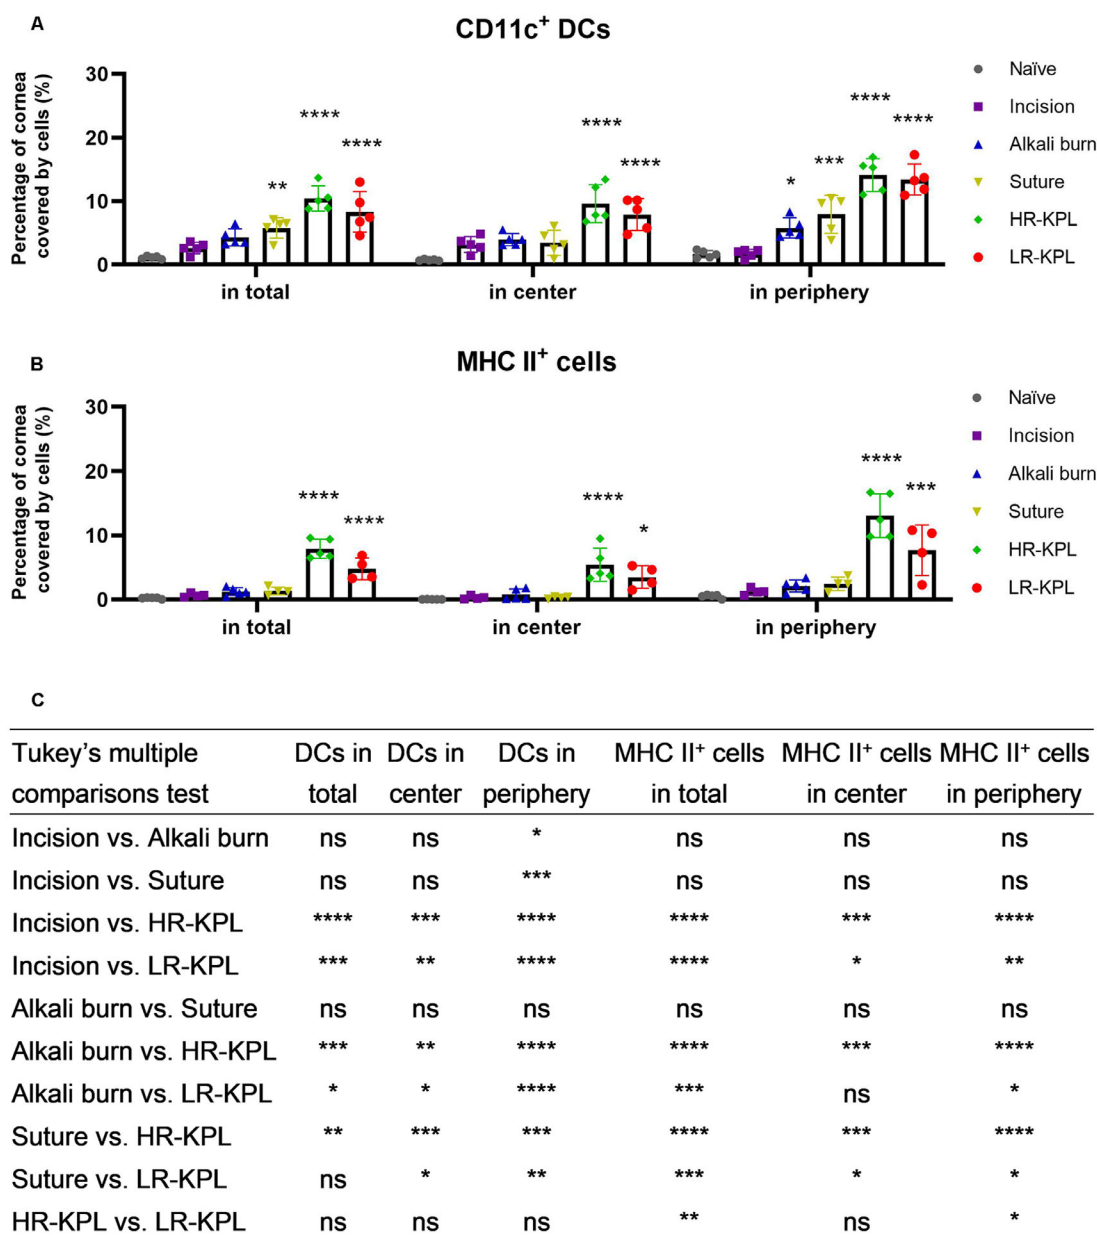 A
CD11c⁺ DCs
Percentage of cornea
covered by cells (%)
30
20
10
0
**
****
****
****
****
*
***
****
****
in total
in center
in periphery
Naïve
Incision
Alkali burn
Suture
HR-KPL
LR-KPL
B
MHC II⁺ cells
Percentage of cornea
covered by cells (%)
30
20
10
0
****
****
****
*
****
***
in total
in center
in periphery
Naïve
Incision
Alkali burn
Suture
HR-KPL
LR-KPL
C
Tukey's multiple DCs in DCs in DCs in MHC II⁺ cells MHC II⁺ cells MHC II⁺ cells
comparisons test total center periphery in total in center in periphery
Incision vs. Alkali burn ns ns * ns ns ns
Incision vs. Suture ns ns *** ns ns ns
Incision vs. HR-KPL **** *** **** **** *** ****
Incision vs. LR-KPL *** ** **** **** * **
Alkali burn vs. Suture ns ns ns ns ns ns
Alkali burn vs. HR-KPL *** ** **** **** *** ****
Alkali burn vs. LR-KPL * * **** *** ns *
Suture vs. HR-KPL ** *** *** **** *** ****
Suture vs. LR-KPL ns * ** *** * *
HR-KPL vs. LR-KPL ns ns ns ** ns *